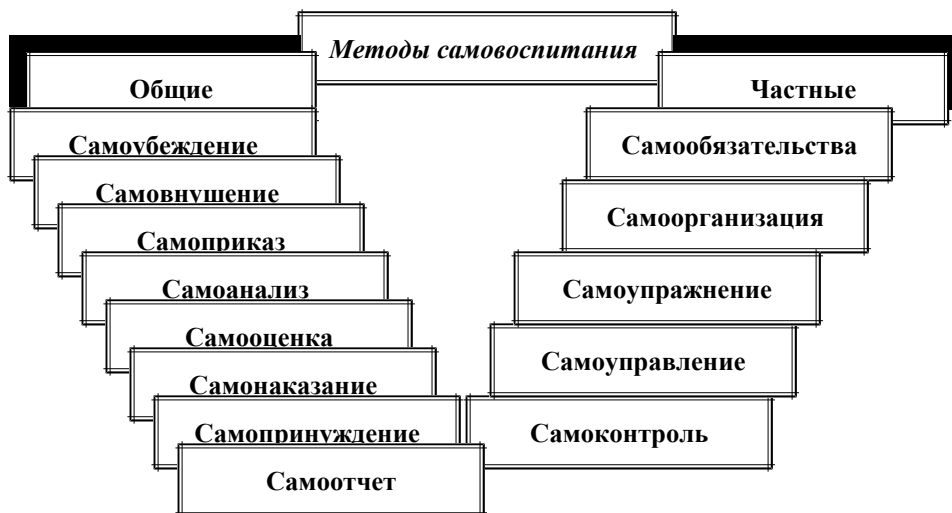 Методы самовоспитания
Общие
Частные
Самоубеждение
Самовнушение
Самоприказ
Самоанализ
Самооценка
Самонаказание
Самопринуждение
Самоотчет
Самообязательства
Самоорганизация
Самоупражнение
Самоуправление
Самоконтроль